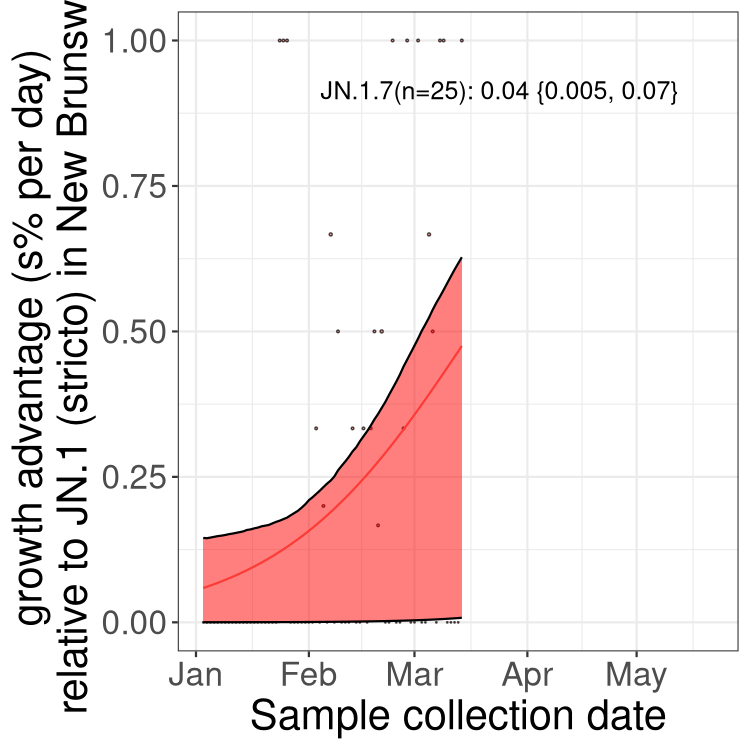 growth advantage (s% per day)
relative to JN.1 (stricto) in New Brunsw
1.00
0.75
0.50
0.25
0.00
JN.1.7(n=25): 0.04 {0.005, 0.07}
Jan
Feb
Mar
Apr
May
Sample collection date